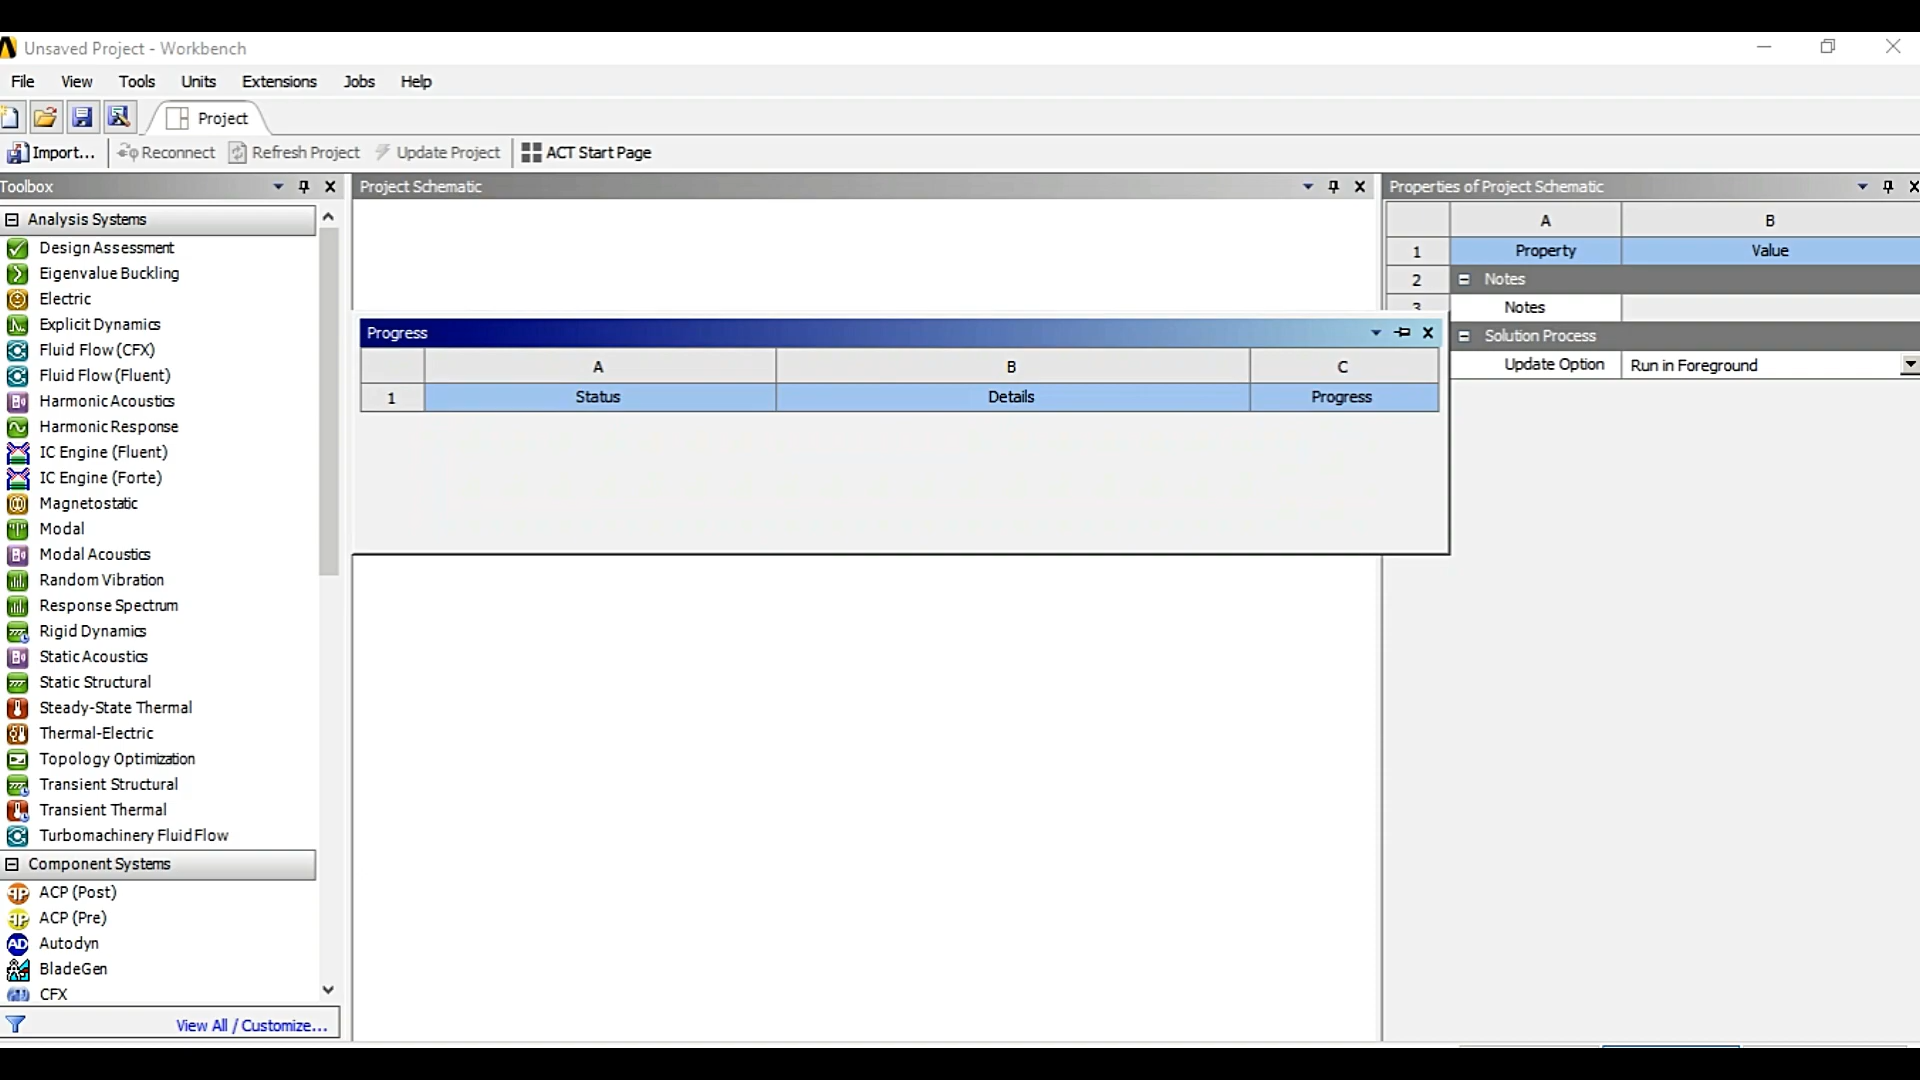 Unsaved Project - Workbench
File View Tools Units Extensions Jobs Help
Project
Import... Reconnect Refresh Project Update Project ACT Start Page
Toolbox
Analysis Systems
Design Assessment
Eigenvalue Buckling
Electric
Explicit Dynamics
Fluid Flow (CFX)
Fluid Flow (Fluent)
Harmonic Acoustics
Harmonic Response
IC Engine (Fluent)
IC Engine (Forte)
Magnetostatic
Modal
Modal Acoustics
Random Vibration
Response Spectrum
Rigid Dynamics
Static Acoustics
Static Structural
Steady-State Thermal
Thermal-Electric
Topology Optimization
Transient Structural
Transient Thermal
Turbomachinery Fluid Flow
Component Systems
ACP (Post)
ACP (Pre)
Autodyn
BladeGen
CFX
View All / Customize...
Project Schematic
Progress
A B C
1 Status Details Progress
Properties of Project Schematic
A B
1 Property Value
2 Notes
3 Notes
Solution Process
Update Option Run in Foreground